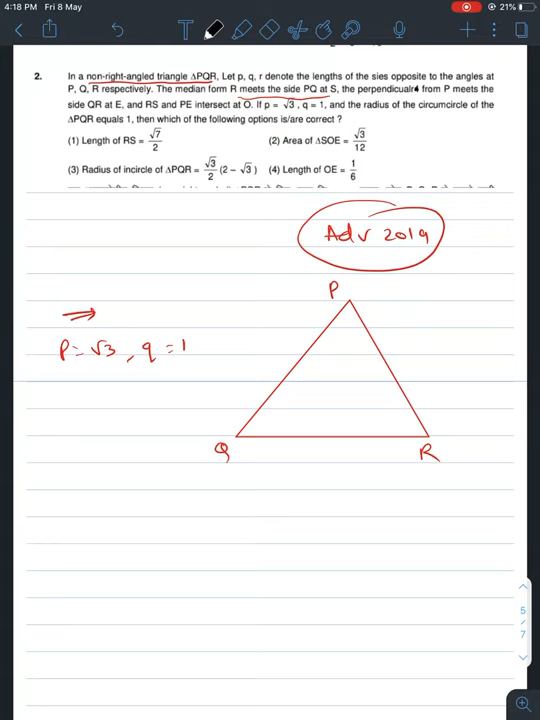 4:18 PM Fri 8 May
21%
2. In a non-right-angled triangle ΔPQR, Let p, q, r denote the lengths of the sies opposite to the angles at
P, Q, R respectively. The median form R meets the side PQ at S, the perpendicualr from P meets the
side QR at E, and RS and PE intersect at O. If p = √3 , q = 1, and the radius of the circumcircle of the
ΔPQR equals 1, then which of the following options is/are correct ?
(1) Length of RS = √7/2 (2) Area of ΔSOE = √3/12
(3) Radius of incircle of ΔPQR = √3/2 (2 – √3 ) (4) Length of OE = 1/6
Adv 2019
P
⇒
P = √3 , q = 1
Q
R
5
/
7